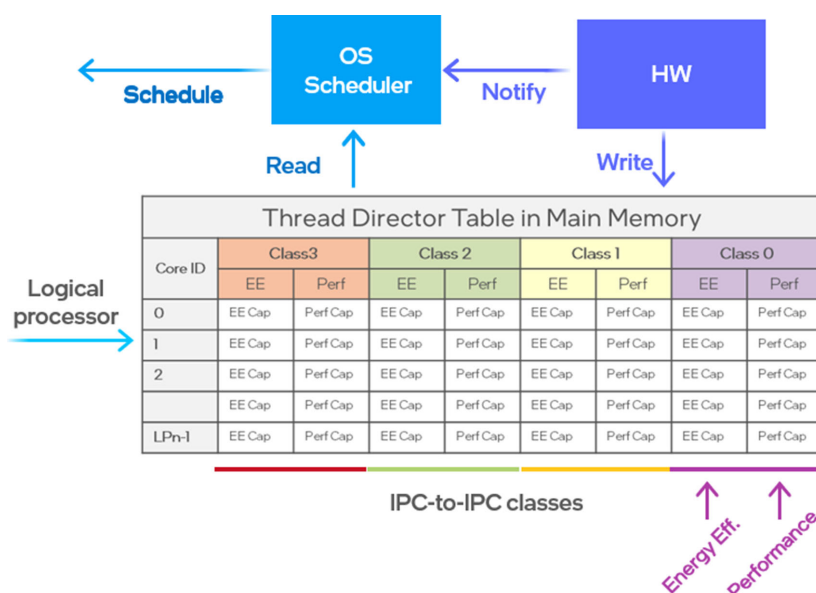 OS
Scheduler
HW
Schedule
Notify
Read
Write
Thread Director Table in Main Memory
Core ID
Class3
Class 2
Class 1
Class 0
EE
Perf
EE
Perf
EE
Perf
EE
Perf
Logical
processor
0
EE Cap
Perf Cap
EE Cap
Perf Cap
EE Cap
Perf Cap
EE Cap
Perf Cap
1
EE Cap
Perf Cap
EE Cap
Perf Cap
EE Cap
Perf Cap
EE Cap
Perf Cap
2
EE Cap
Perf Cap
EE Cap
Perf Cap
EE Cap
Perf Cap
EE Cap
Perf Cap
EE Cap
Perf Cap
EE Cap
Perf Cap
EE Cap
Perf Cap
EE Cap
Perf Cap
LPn-1
EE Cap
Perf Cap
EE Cap
Perf Cap
EE Cap
Perf Cap
EE Cap
Perf Cap
IPC-to-IPC classes
Energy Eff.
Performance